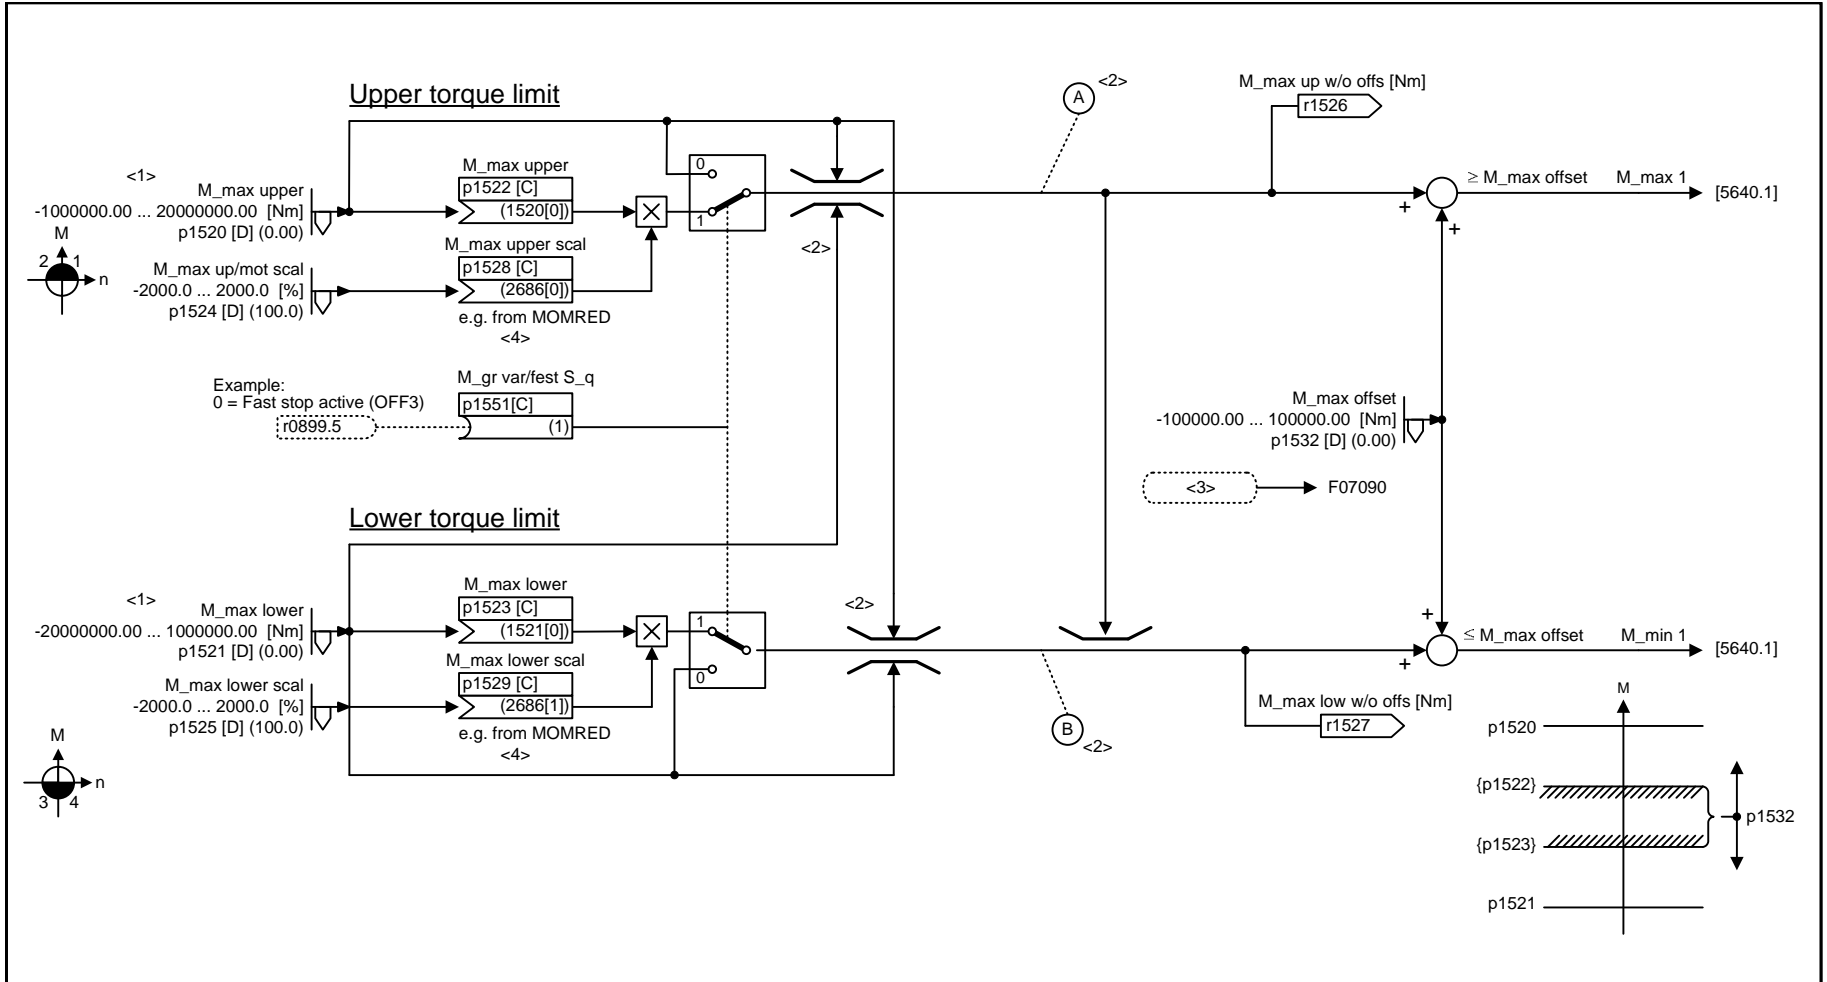 Upper torque limit
<1>
M_max upper
-1000000.00 ... 20000000.00 [Nm]
p1520 [D] (0.00)
M
2 1
n
M_max up/mot scal
-2000.0 ... 2000.0 [%]
p1524 [D] (100.0)
M_max upper
p1522 [C]
(1520[0])
M_max upper scal
p1528 [C]
(2686[0])
e.g. from MOMRED
<4>
0
1
<2>
A
<2>
M_max up w/o offs [Nm]
r1526
+
+
≥ M_max offset
M_max 1
[5640.1]
Example:
0 = Fast stop active (OFF3)
r0899.5
M_gr var/fest S_q
p1551[C]
(1)
M_max offset
-100000.00 ... 100000.00 [Nm]
p1532 [D] (0.00)
<3>
F07090
Lower torque limit
<1>
M_max lower
-20000000.00 ... 1000000.00 [Nm]
p1521 [D] (0.00)
M_max lower scal
-2000.0 ... 2000.0 [%]
p1525 [D] (100.0)
M
n
3 4
M_max lower
p1523 [C]
(1521[0])
M_max lower scal
p1529 [C]
(2686[1])
e.g. from MOMRED
<4>
1
0
<2>
B
<2>
+
+
≤ M_max offset
M_min 1
[5640.1]
M_max low w/o offs [Nm]
r1527
M
p1520
{p1522}
p1532
{p1523}
p1521